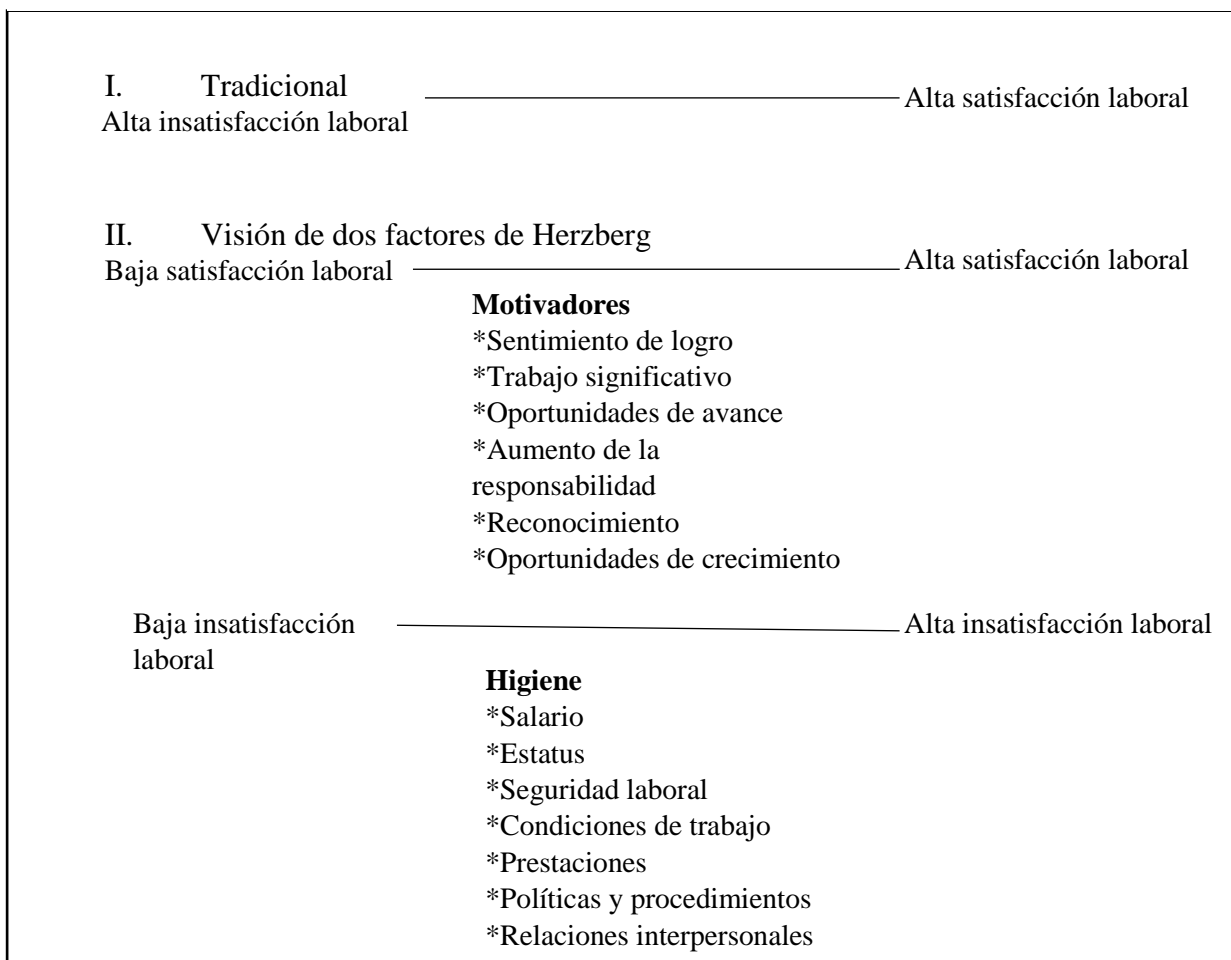 I. Tradicional
Alta insatisfacción laboral
Alta satisfacción laboral
II. Visión de dos factores de Herzberg
Baja satisfacción laboral
Alta satisfacción laboral
Motivadores
*Sentimiento de logro
*Trabajo significativo
*Oportunidades de avance
*Aumento de la
responsabilidad
*Reconocimiento
*Oportunidades de crecimiento
Baja insatisfacción
laboral
Alta insatisfacción laboral
Higiene
*Salario
*Estatus
*Seguridad laboral
*Condiciones de trabajo
*Prestaciones
*Políticas y procedimientos
*Relaciones interpersonales